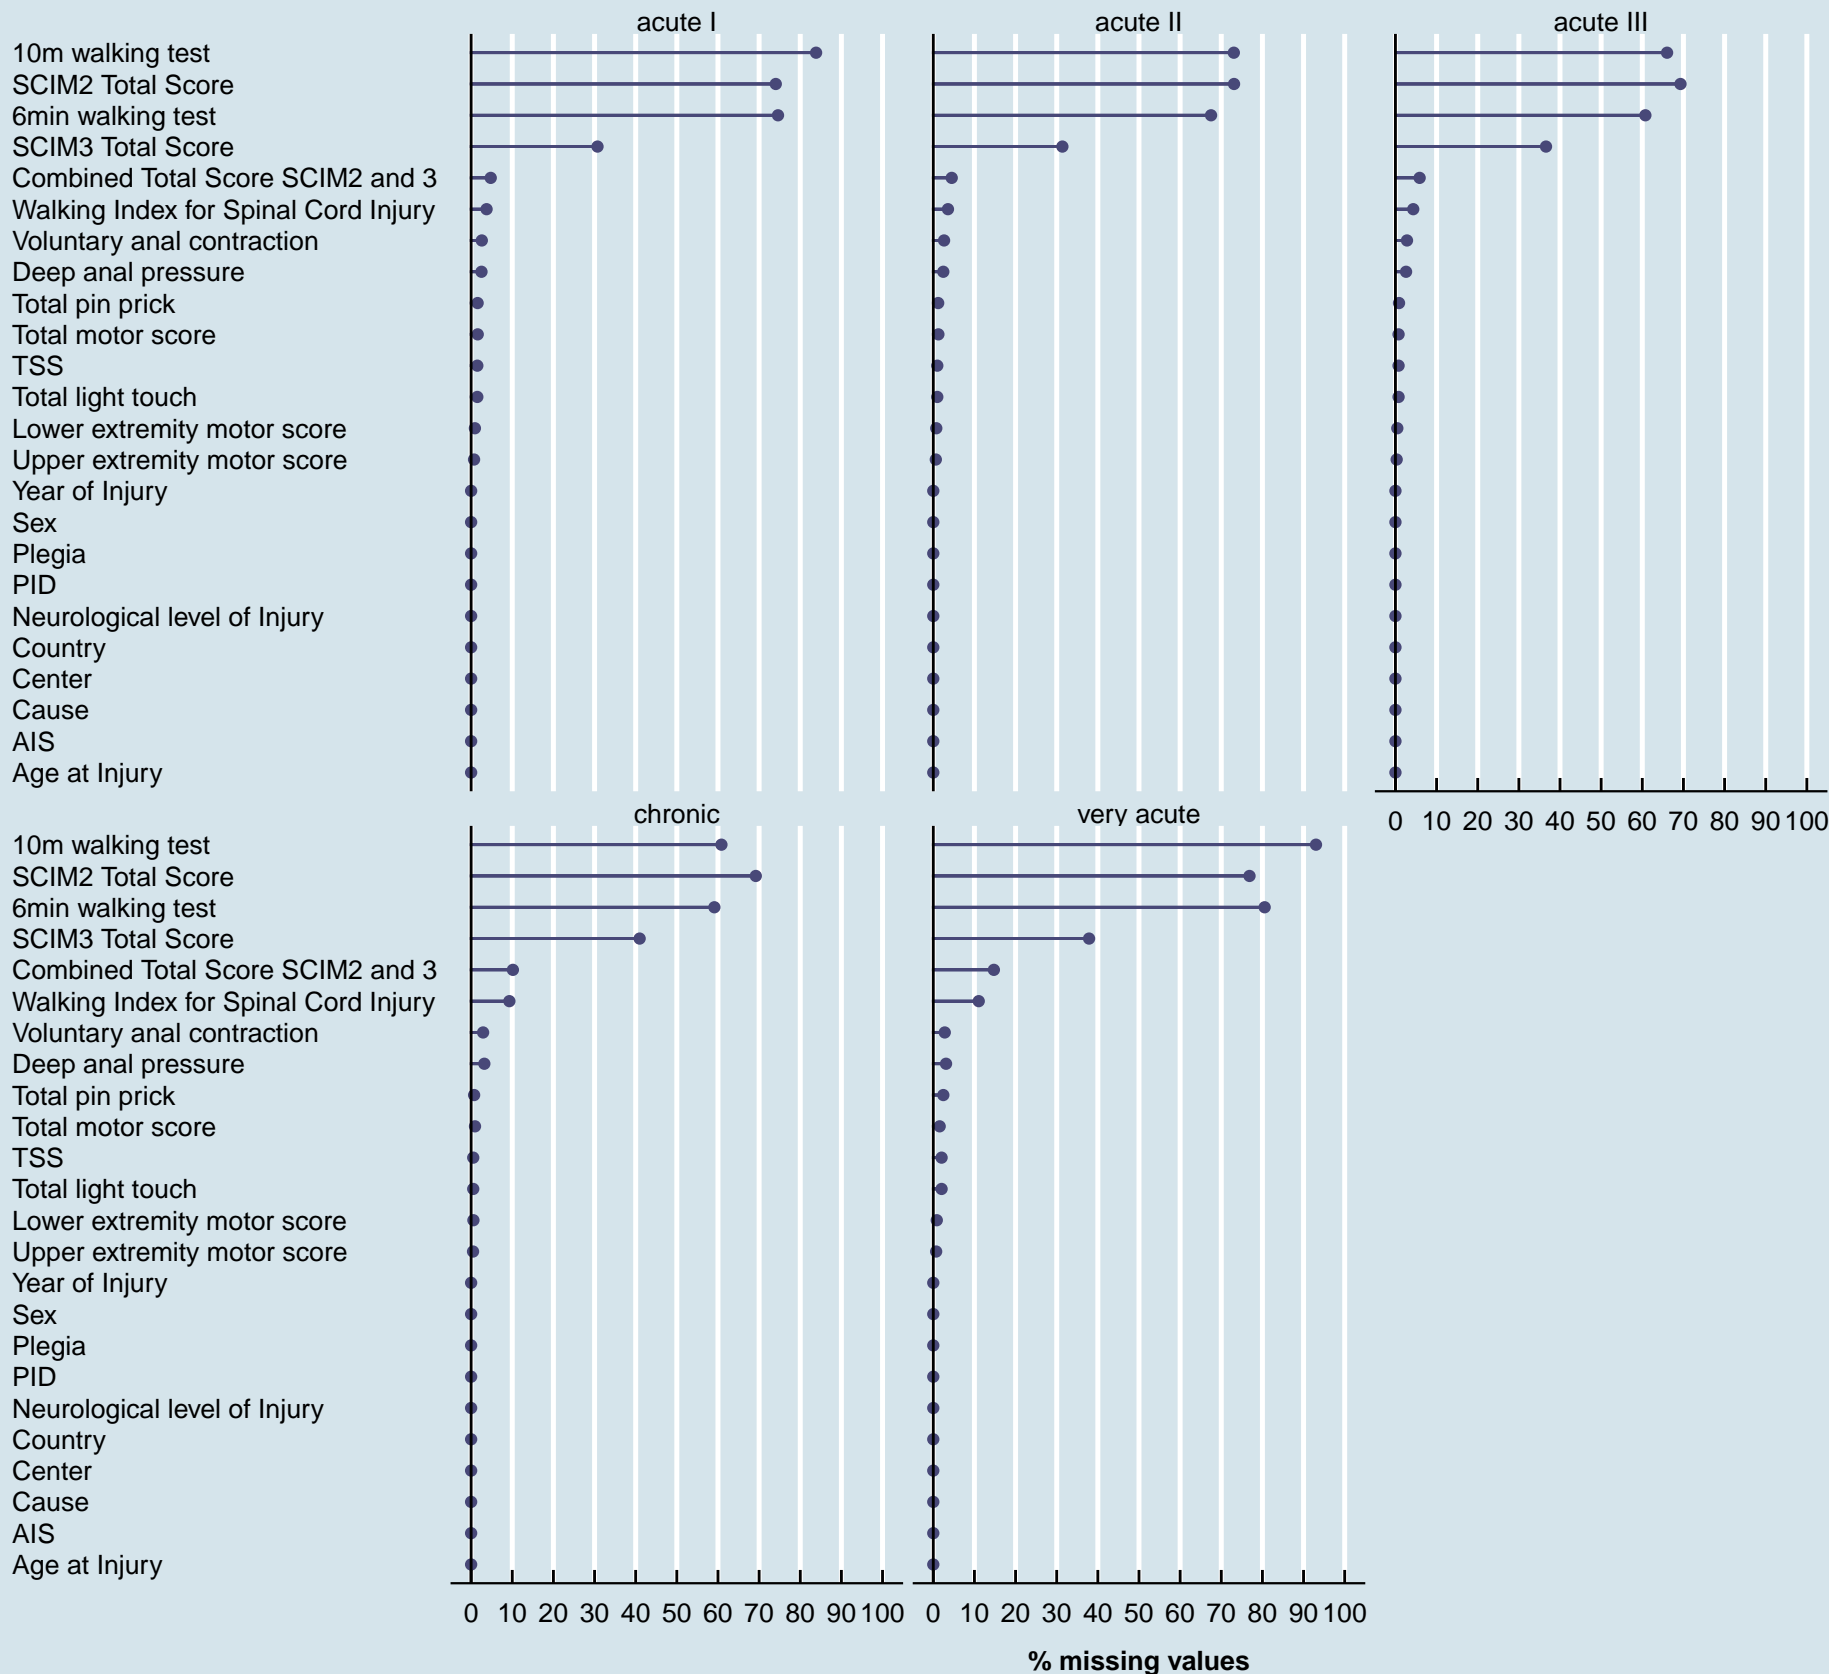 acute I
acute II
acute III
10m walking test
SCIM2 Total Score
6min walking test
SCIM3 Total Score
Combined Total Score SCIM2 and 3
Walking Index for Spinal Cord Injury
Voluntary anal contraction
Deep anal pressure
Total pin prick
Total motor score
TSS
Total light touch
Lower extremity motor score
Upper extremity motor score
Year of Injury
Sex
Plegia
PID
Neurological level of Injury
Country
Center
Cause
AIS
Age at Injury
0 10 20 30 40 50 60 70 80 90 100
chronic
very acute
10m walking test
SCIM2 Total Score
6min walking test
SCIM3 Total Score
Combined Total Score SCIM2 and 3
Walking Index for Spinal Cord Injury
Voluntary anal contraction
Deep anal pressure
Total pin prick
Total motor score
TSS
Total light touch
Lower extremity motor score
Upper extremity motor score
Year of Injury
Sex
Plegia
PID
Neurological level of Injury
Country
Center
Cause
AIS
Age at Injury
0 10 20 30 40 50 60 70 80 90 100
0 10 20 30 40 50 60 70 80 90 100
% missing values